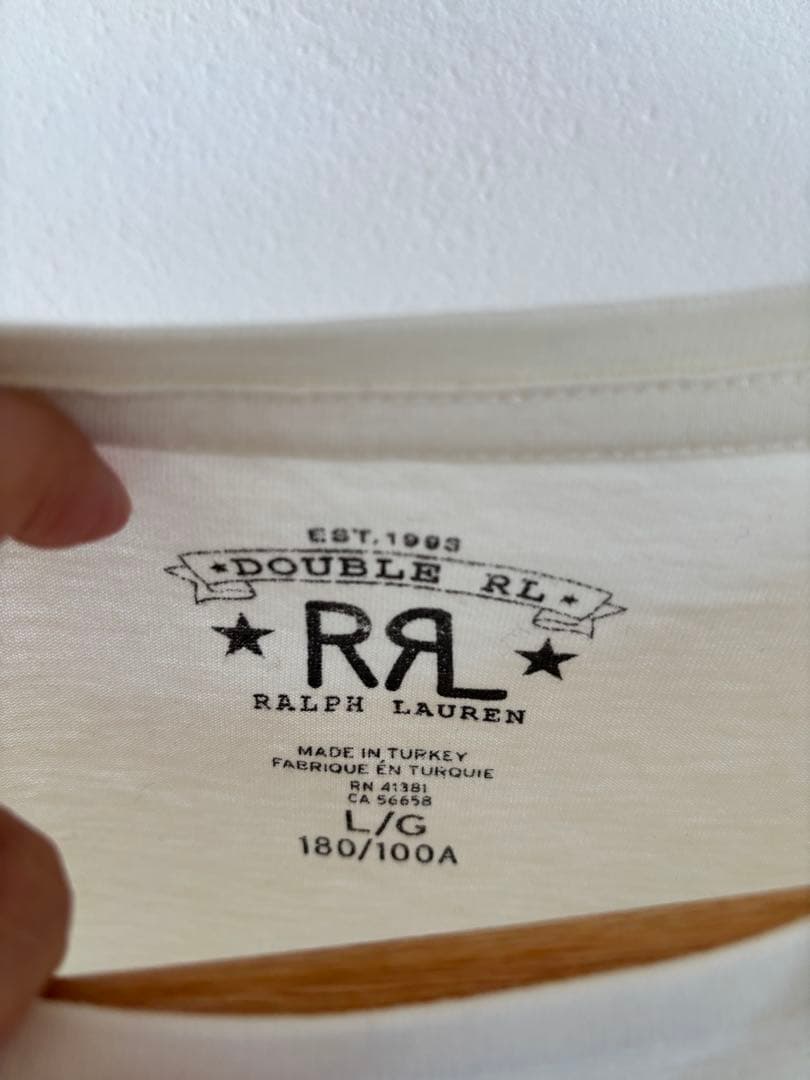 EST. 1993
★DOUBLE RL★
RRL
RALPH LAUREN
MADE IN TURKEY
FABRIQUE ÉN TURQUIE
RN 41381
CA 56658
L/G
180/100A